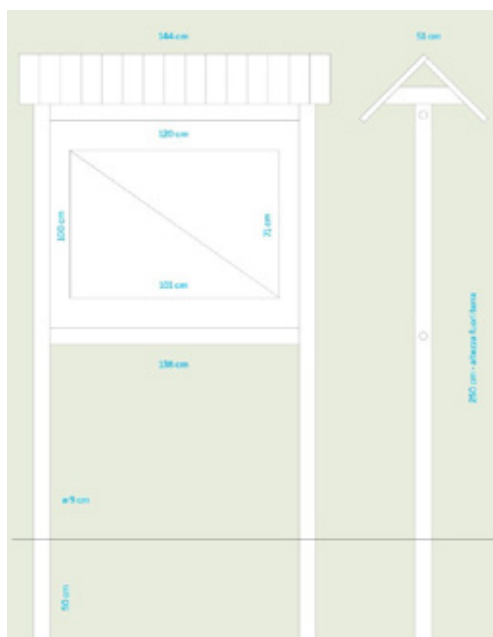 144 cm
51 cm
120 cm
100 cm
71 cm
101 cm
250 cm - altezza fuori terra
138 cm
ø 9 cm
50 cm